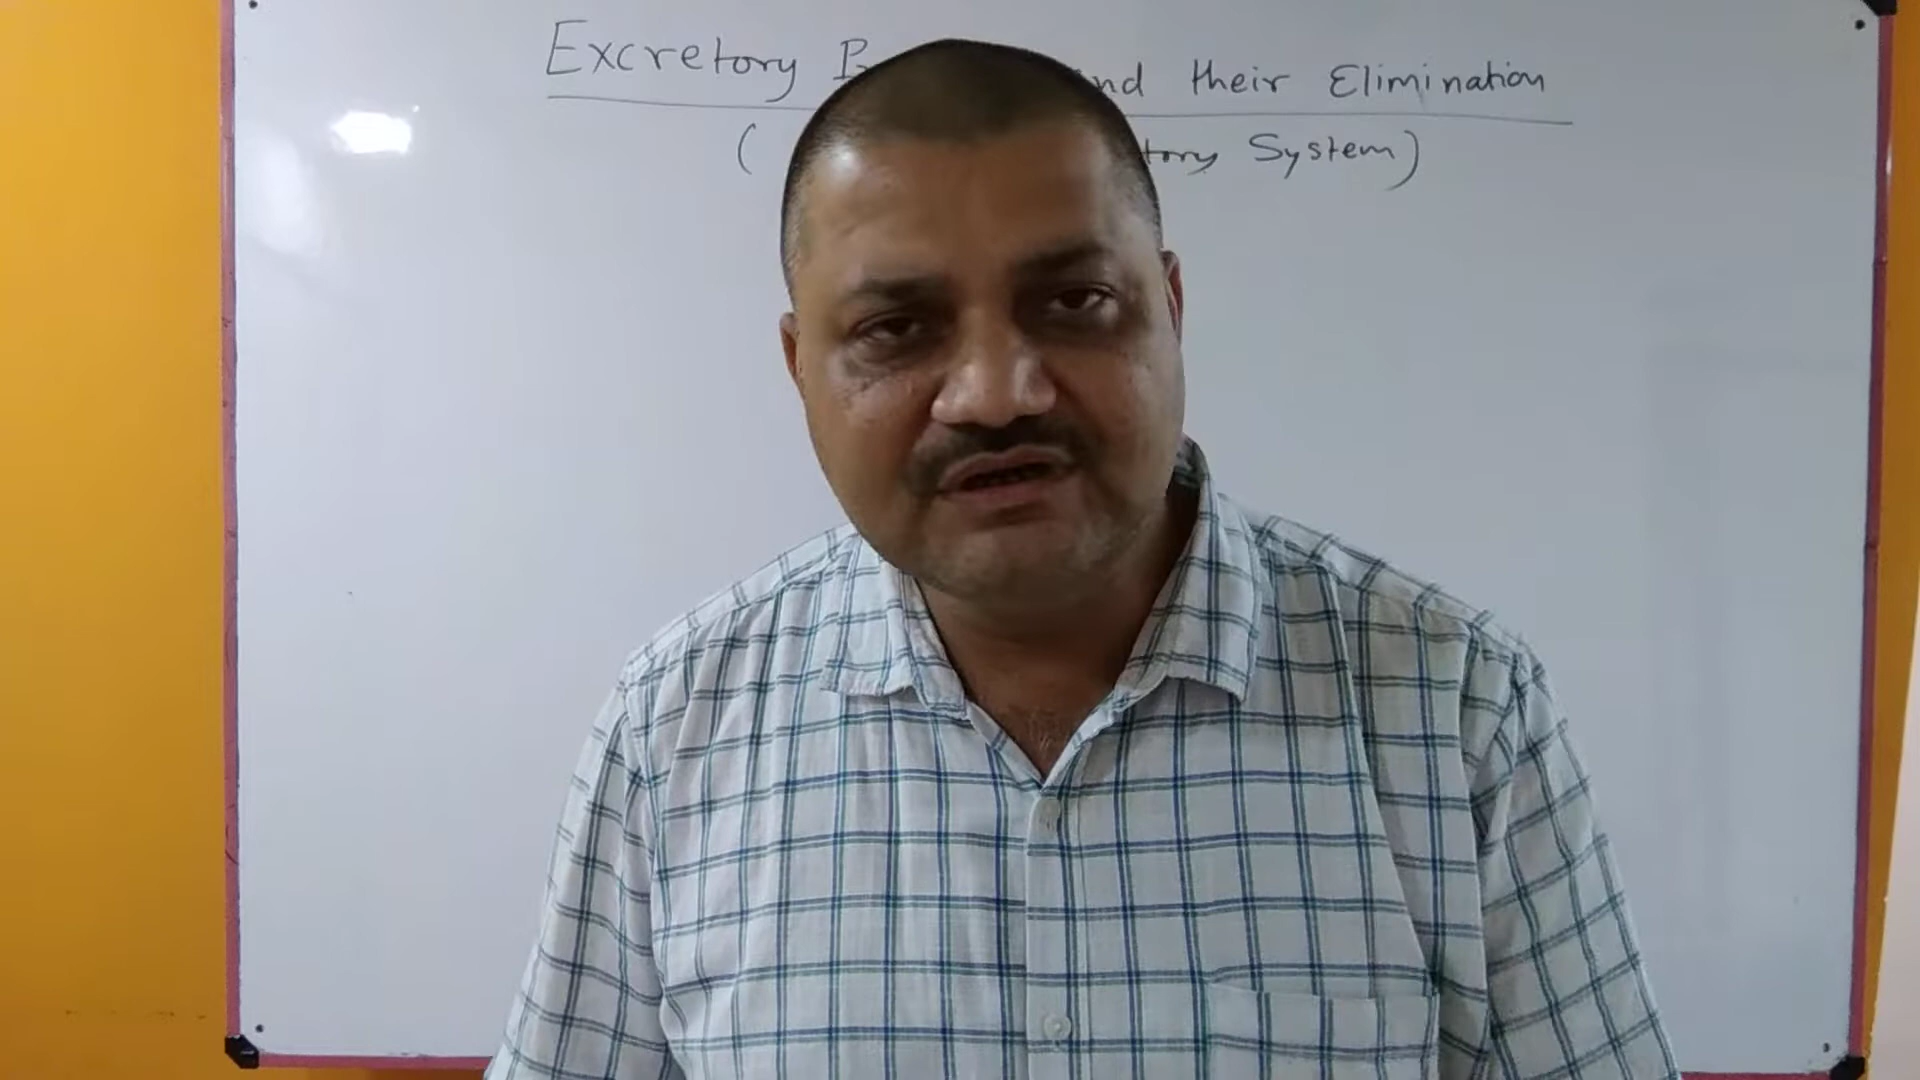 Excretory and their Elimination
( System)